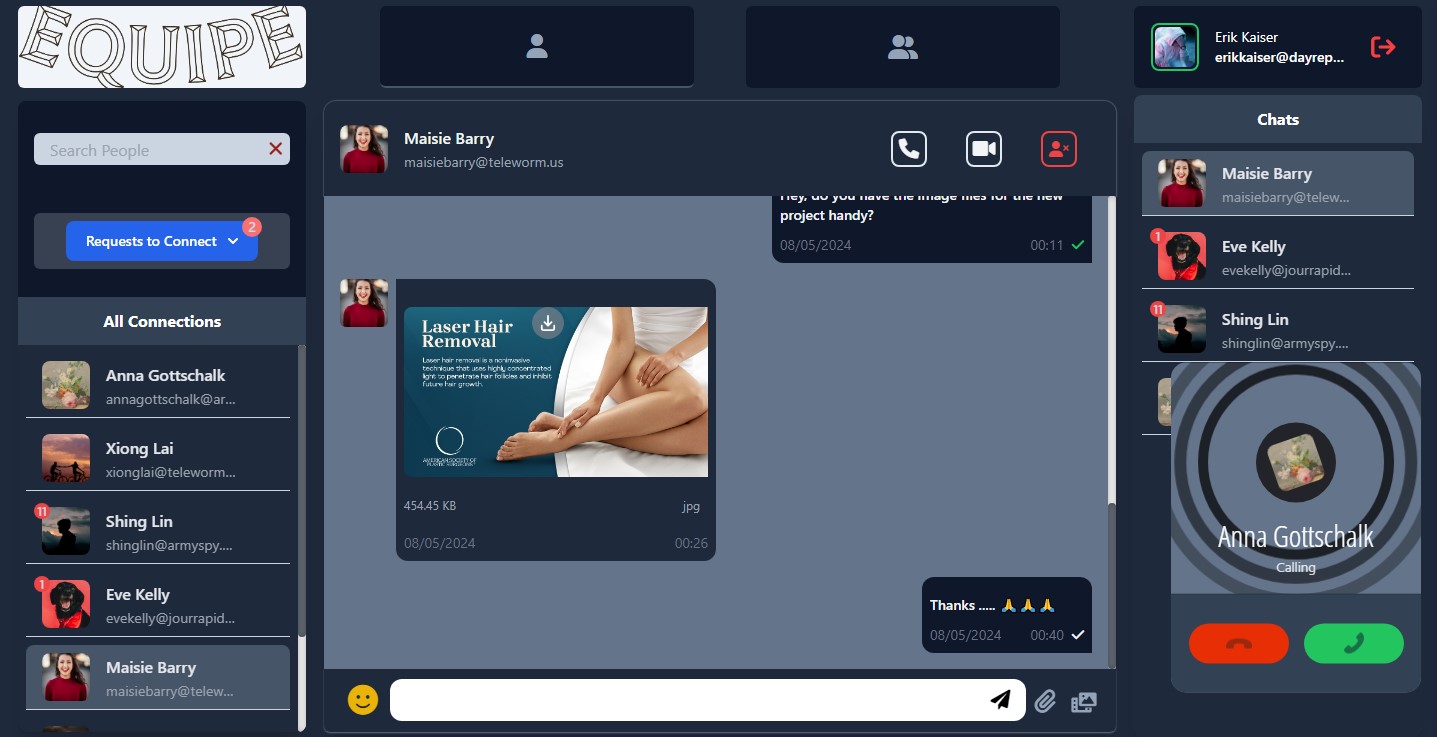 EQUIPE
Erik Kaiser
erikkaiser@dayrep...
Search People
Requests to Connect
2
All Connections
Anna Gottschalk
annagottschalk@ar...
Xiong Lai
xionglai@teleworm...
11
Shing Lin
shinglin@armyspy....
1
Eve Kelly
evekelly@jourrapid...
Maisie Barry
maisiebarry@telew...
Maisie Barry
maisiebarry@teleworm.us
Hey, do you have the image files for the new
project handy?
08/05/2024 00:11
Laser Hair
Removal
Laser hair removal is a noninvasive
technique that uses highly concentrated
light to penetrate hair follicles and inhibit
future hair growth.
AMERICAN SOCIETY OF
PLASTIC SURGEONS
454.45 KB jpg
08/05/2024 00:26
Thanks ..... 🙏 🙏 🙏
08/05/2024 00:40
Chats
Maisie Barry
maisiebarry@telew...
1
Eve Kelly
evekelly@jourrapid...
11
Shing Lin
shinglin@armyspy....
Anna Gottschalk
Calling